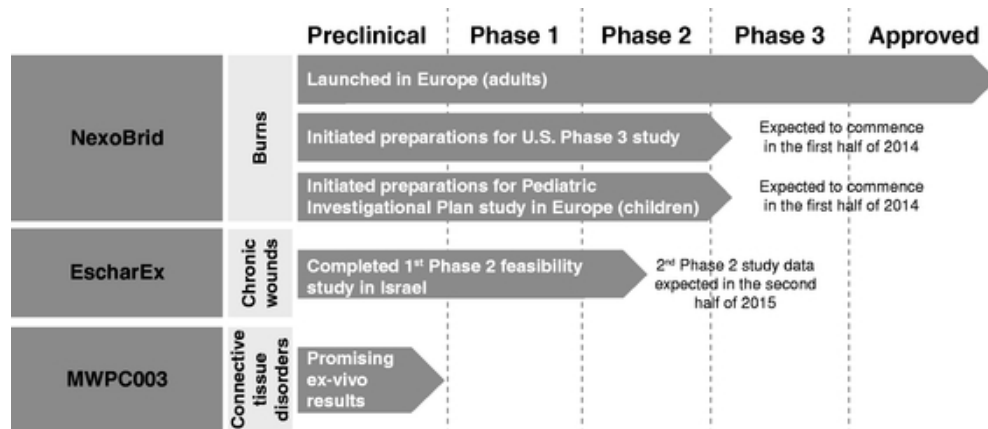 Preclinical Phase 1 Phase 2 Phase 3 Approved
NexoBrid
Burns
Launched in Europe (adults)
Initiated preparations for U.S. Phase 3 study
Expected to commence
in the first half of 2014
Initiated preparations for Pediatric
Investigational Plan study in Europe (children)
Expected to commence
in the first half of 2014
EscharEx
Chronic
wounds
Completed 1st Phase 2 feasibility
study in Israel
2nd Phase 2 study data
expected in the second
half of 2015
MWPC003
Connective
tissue
disorders
Promising
ex-vivo
results